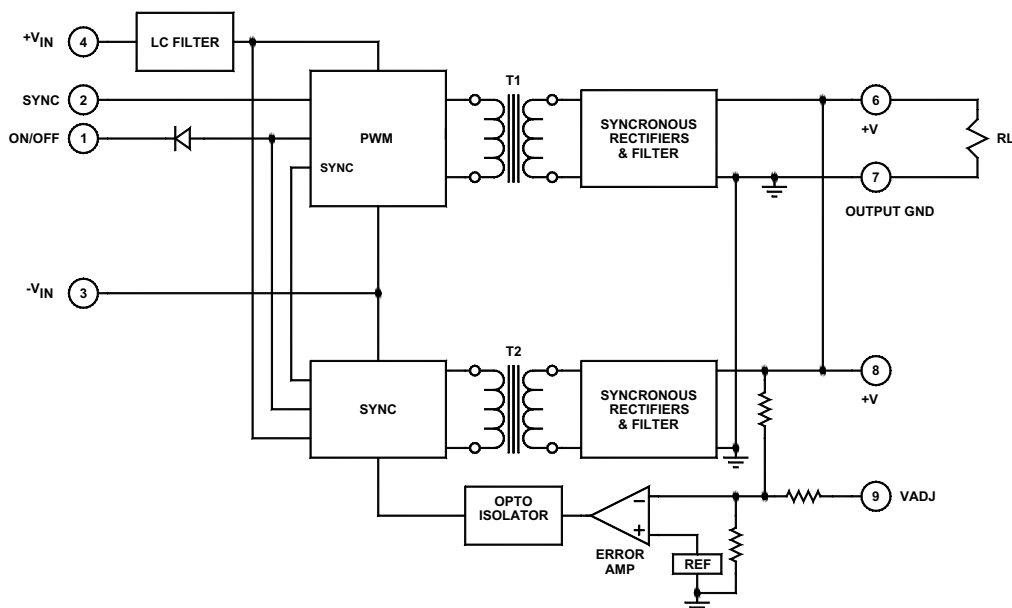 +VIN
4
LC FILTER
SYNC
2
ON/OFF
1
PWM
SYNC
T1
SYNCRONOUS
RECTIFIERS
& FILTER
6
+V
RL
7
OUTPUT GND
-VIN
3
SYNC
T2
SYNCRONOUS
RECTIFIERS
& FILTER
8
+V
OPTO
ISOLATOR
−
+
ERROR
AMP
REF
9
VADJ